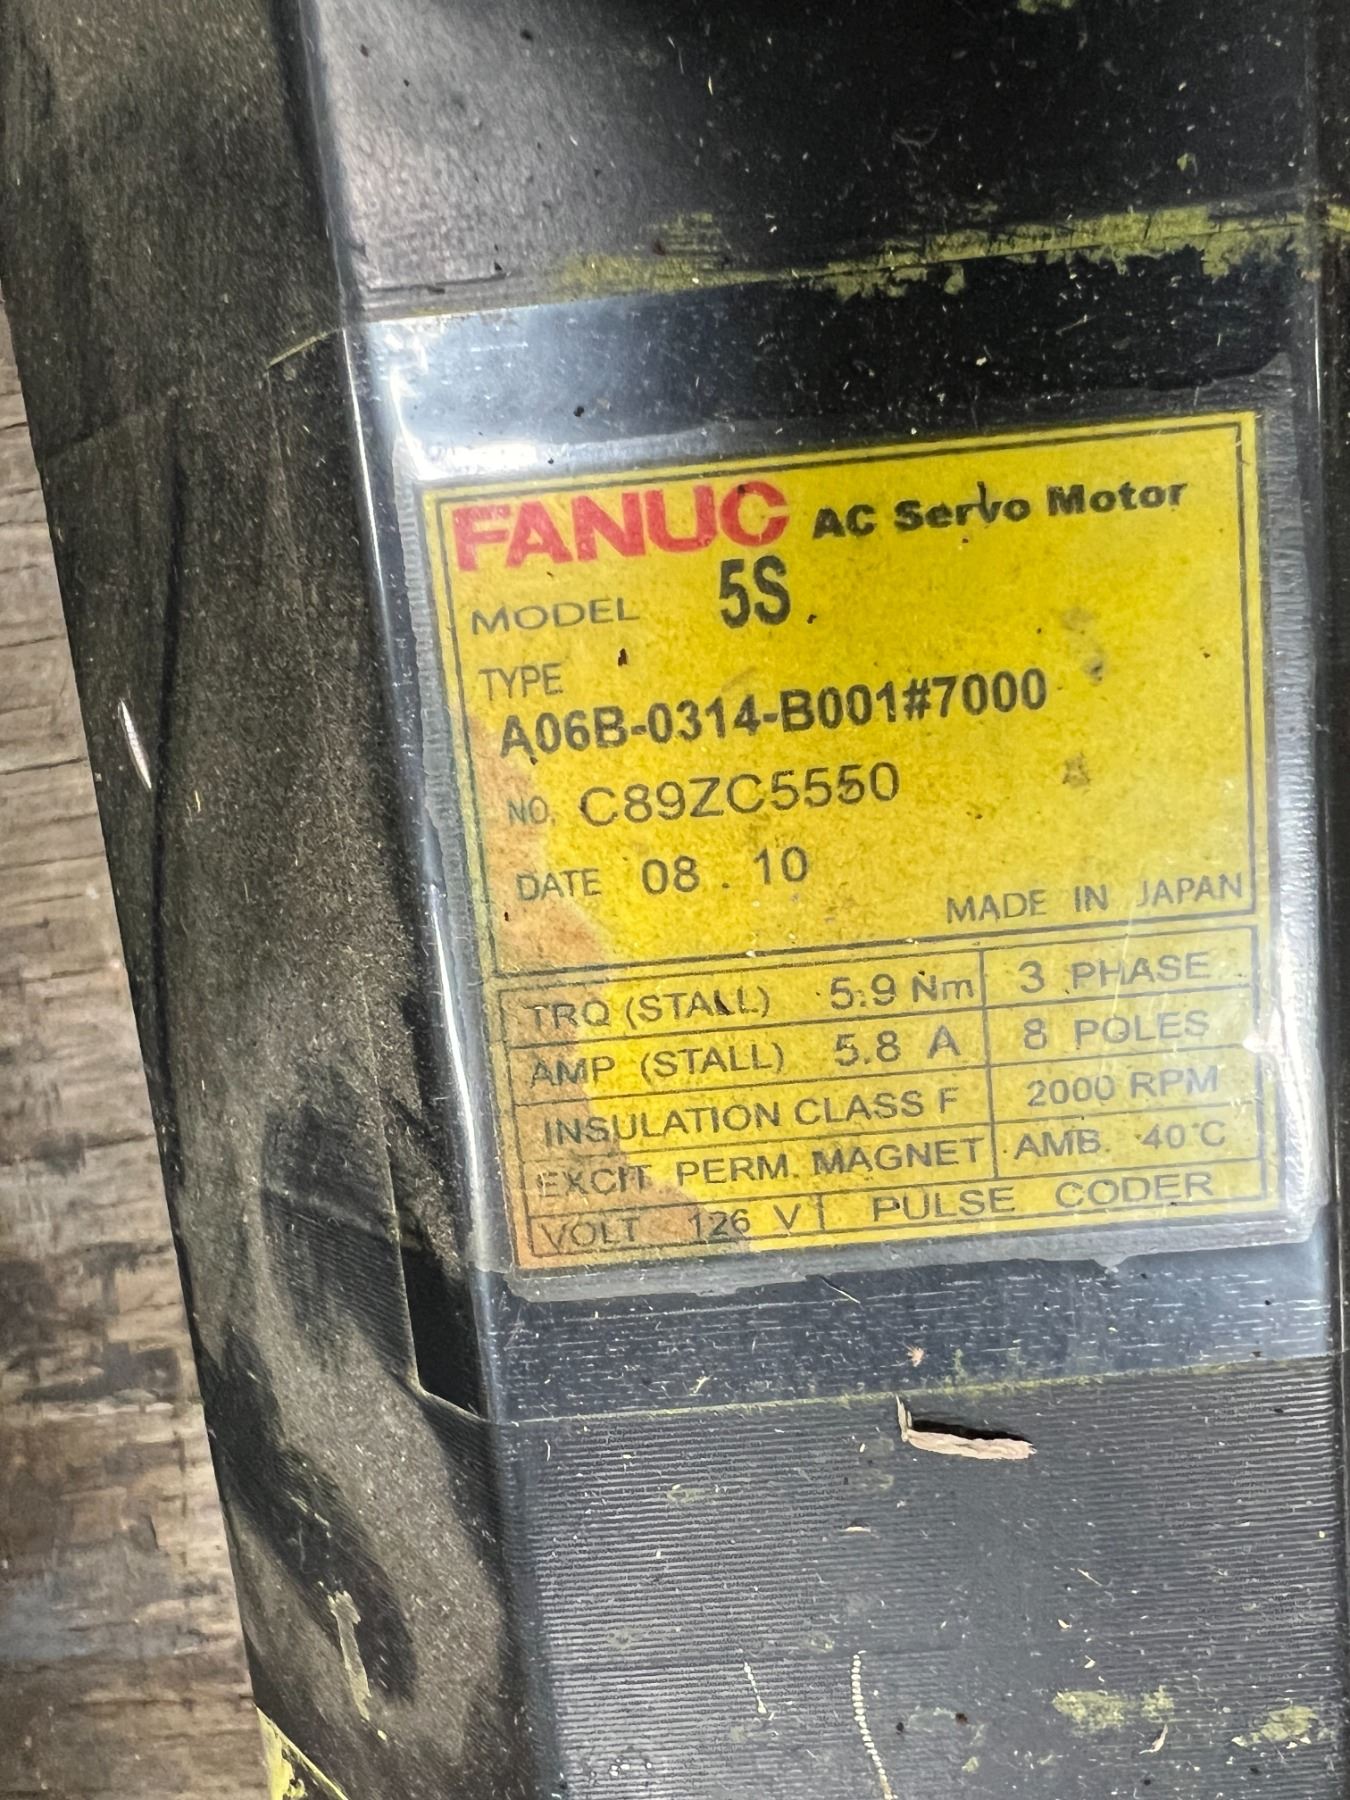 FANUC AC Servo Motor
MODEL 5S
TYPE
A06B-0314-B001#7000
NO. C89ZC5550
DATE 08 . 10
MADE IN JAPAN
TRQ (STALL) 5.9 Nm 3 PHASE
AMP (STALL) 5.8 A 8 POLES
INSULATION CLASS F 2000 RPM
EXCIT PERM. MAGNET AMB. 40°C
VOLT 126 V PULSE CODER